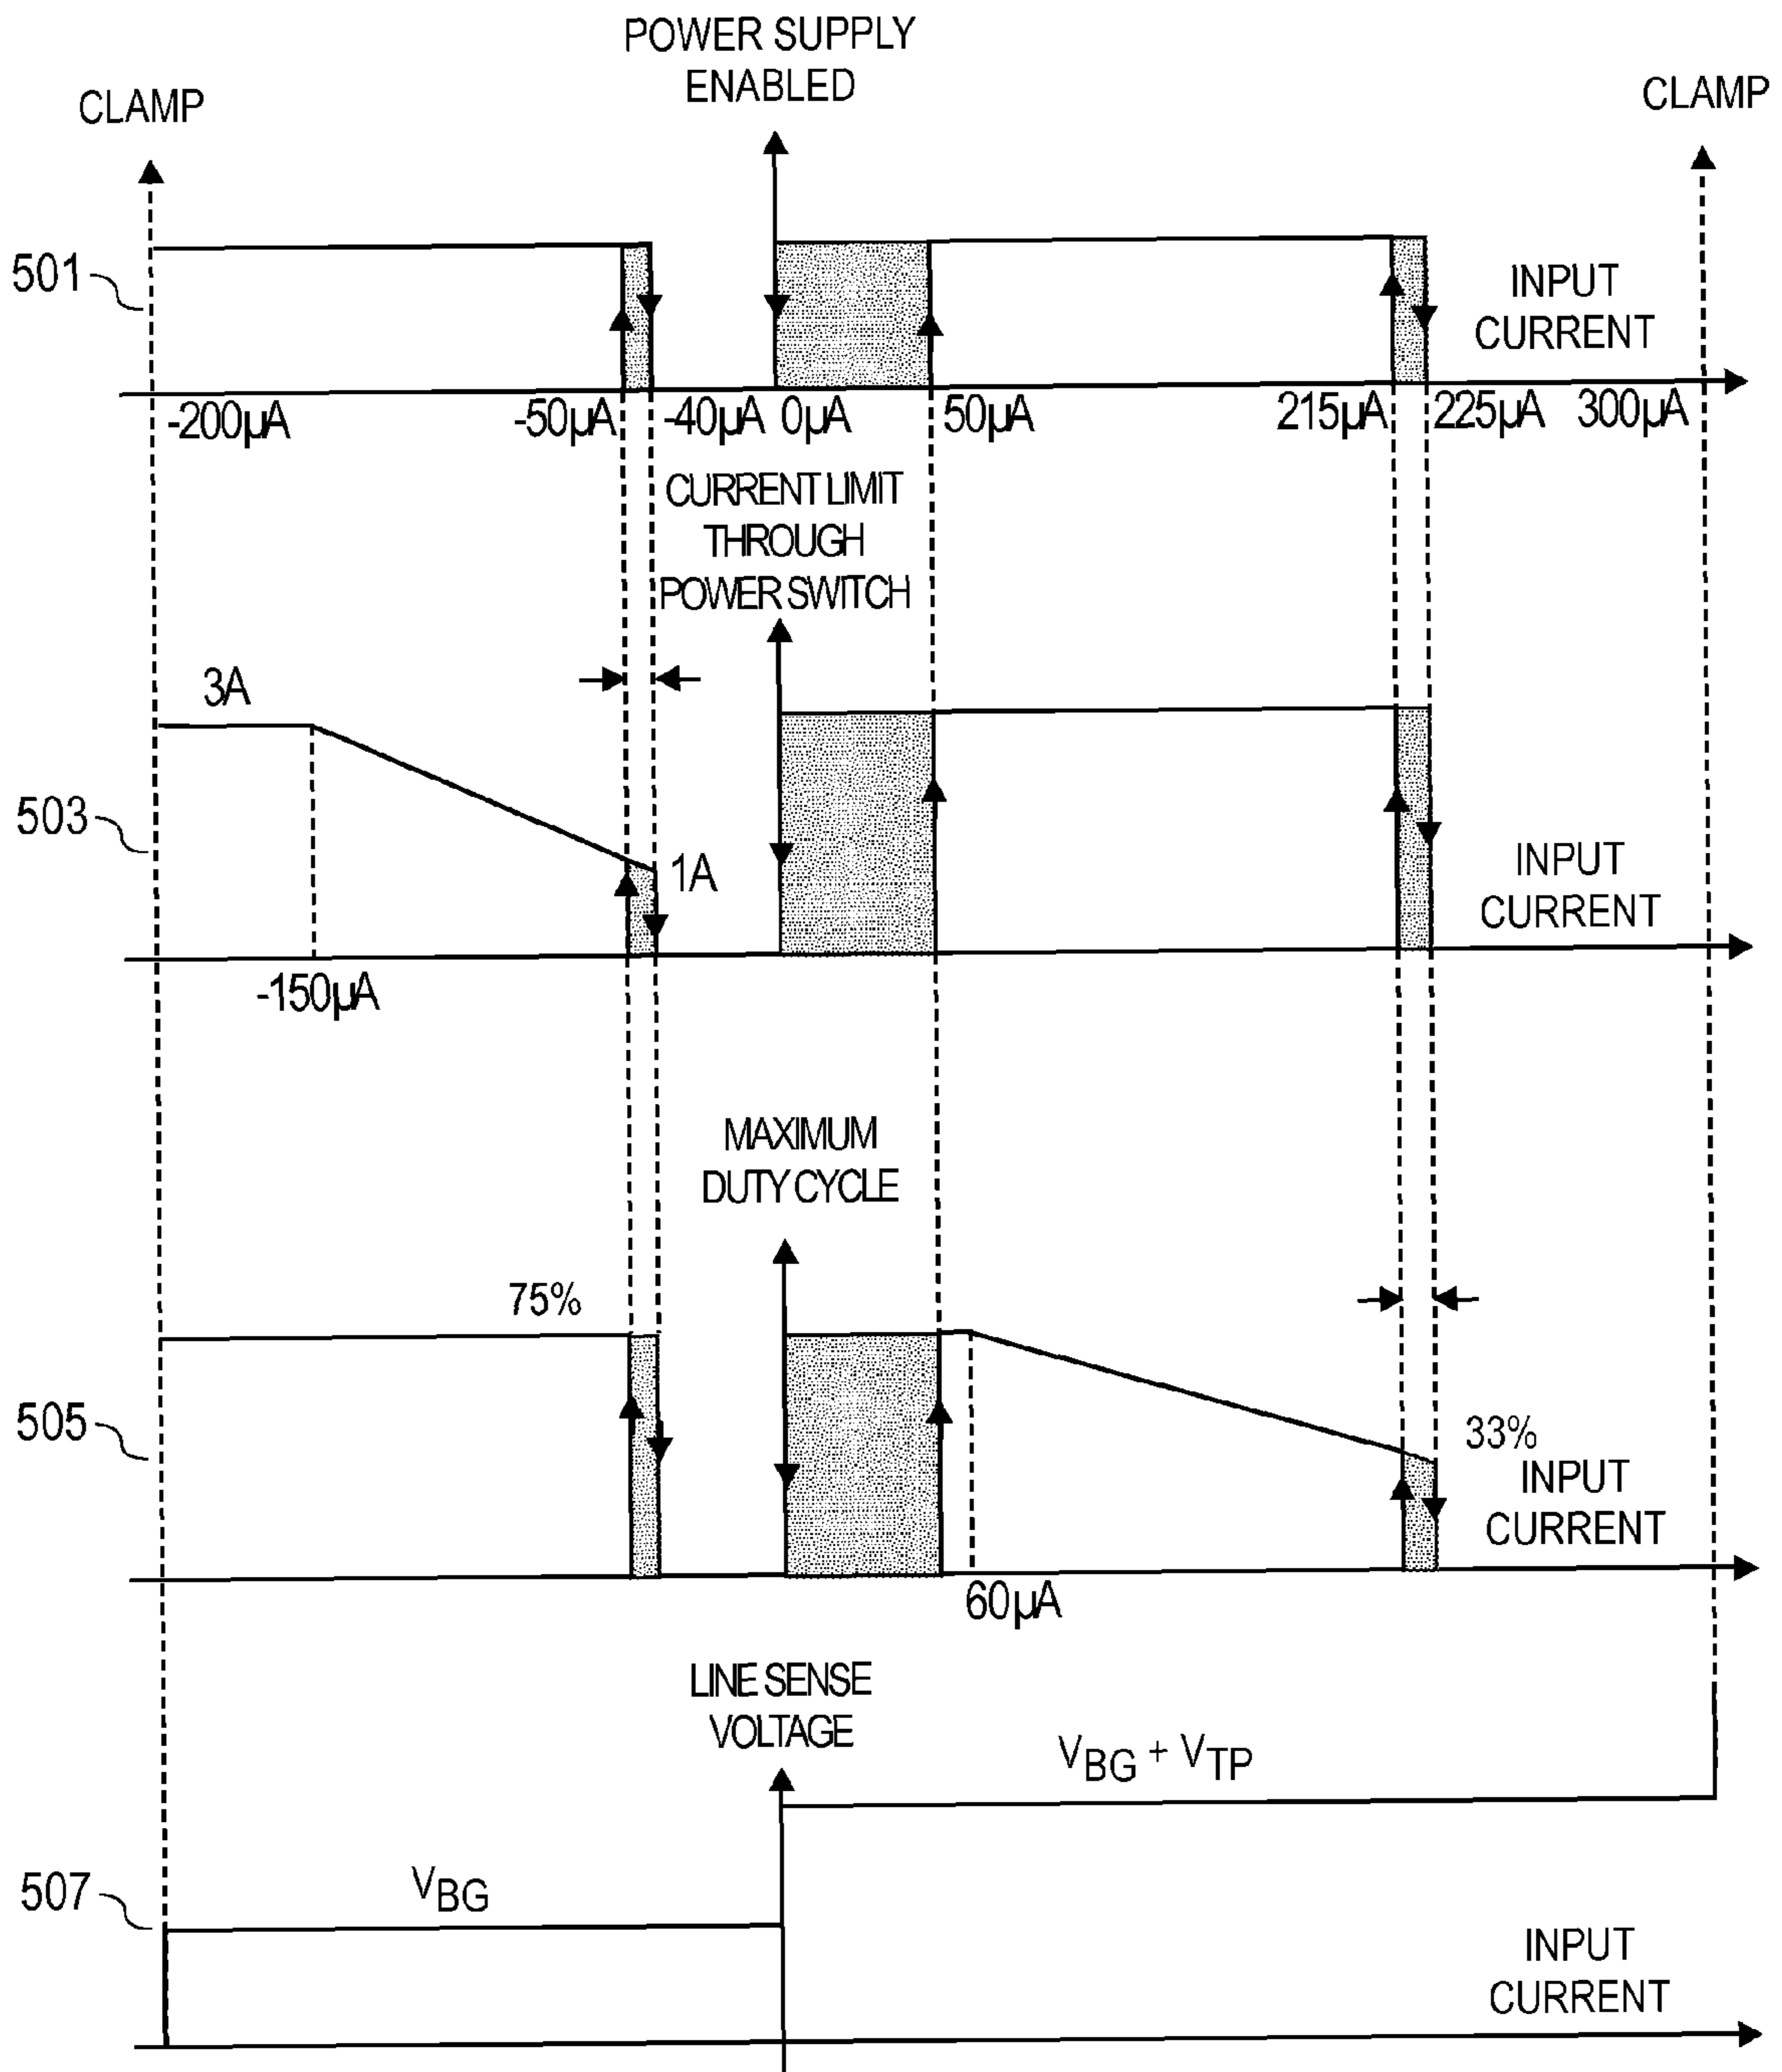 POWER SUPPLY
ENABLED
CLAMP
CLAMP
501
INPUT
CURRENT
-200µA
-50µA
-40µA
0µA
50µA
215µA
225µA
300µA
CURRENT LIMIT
THROUGH
POWER SWITCH
3A
503
1A
INPUT
CURRENT
-150µA
MAXIMUM
DUTY CYCLE
75%
505
33%
INPUT
CURRENT
60µA
LINE SENSE
VOLTAGE
VBG + VTP
507
VBG
INPUT
CURRENT